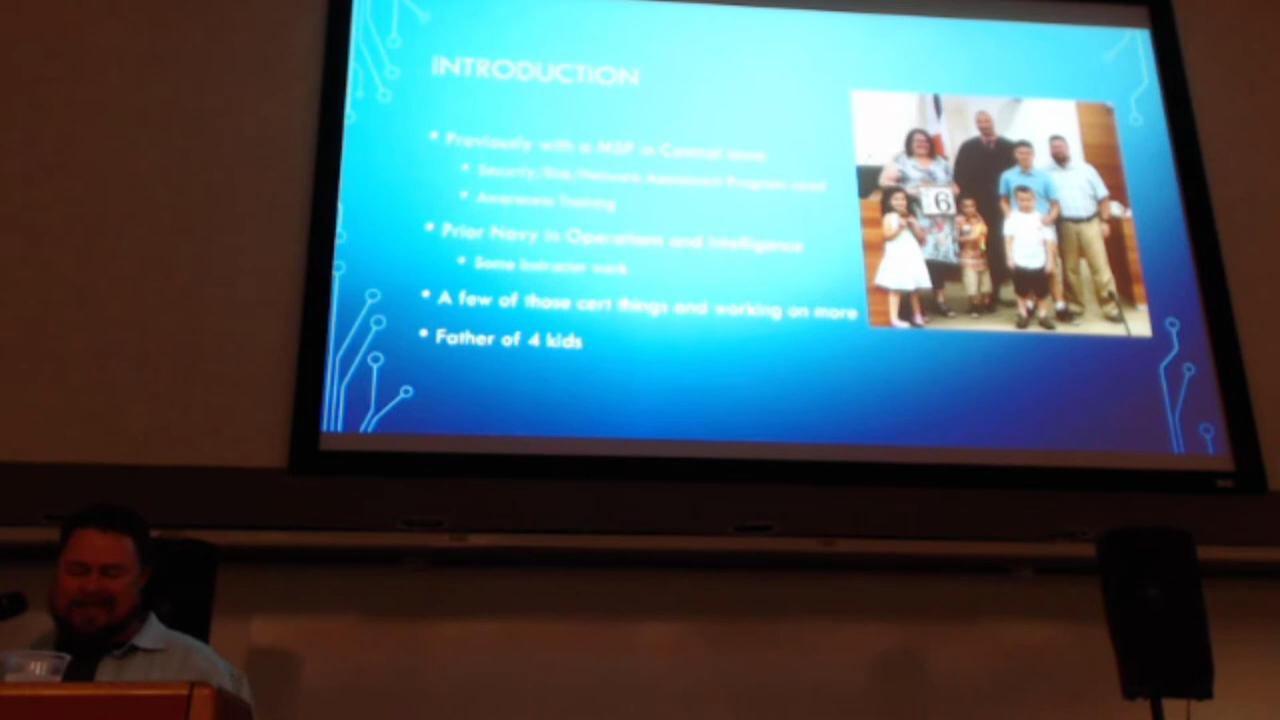 INTRODUCTION
• Previously with a MSP in Central Iowa
• Security/Risk/Network Assessment Program
• Awareness Training
• Prior Navy in Operations and Intelligence
• Some Instructor work
• A few of those cert things and working on more
• Father of 4 kids
6